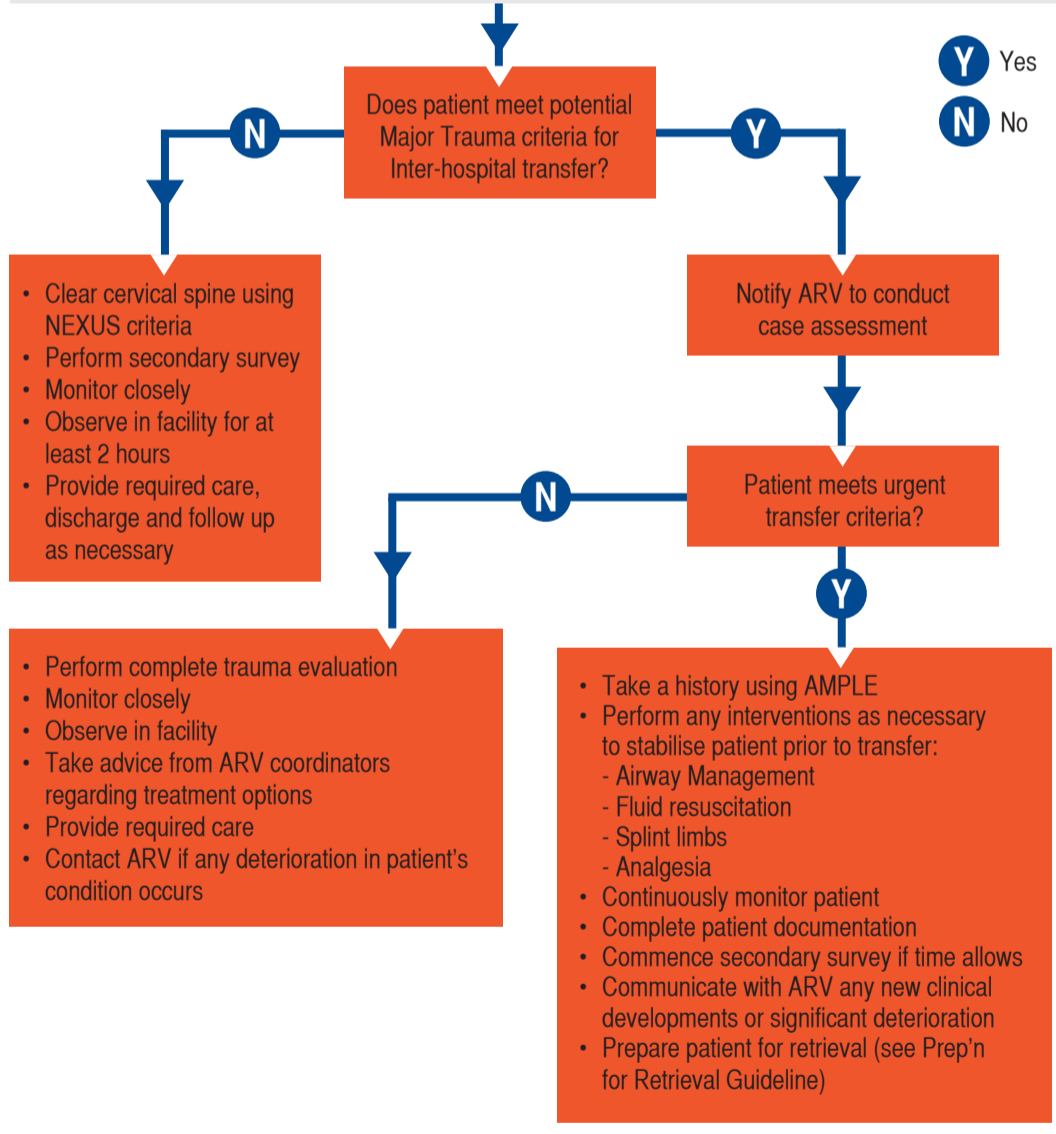 Y Yes
N No
Does patient meet potential
Major Trauma criteria for
Inter-hospital transfer?
N
Y
• Clear cervical spine using
NEXUS criteria
• Perform secondary survey
• Monitor closely
• Observe in facility for at
least 2 hours
• Provide required care,
discharge and follow up
as necessary
Notify ARV to conduct
case assessment
Patient meets urgent
transfer criteria?
N
Y
• Perform complete trauma evaluation
• Monitor closely
• Observe in facility
• Take advice from ARV coordinators
regarding treatment options
• Provide required care
• Contact ARV if any deterioration in patient's
condition occurs
• Take a history using AMPLE
• Perform any interventions as necessary
to stabilise patient prior to transfer:
- Airway Management
- Fluid resuscitation
- Splint limbs
- Analgesia
• Continuously monitor patient
• Complete patient documentation
• Commence secondary survey if time allows
• Communicate with ARV any new clinical
developments or significant deterioration
• Prepare patient for retrieval (see Prep'n
for Retrieval Guideline)